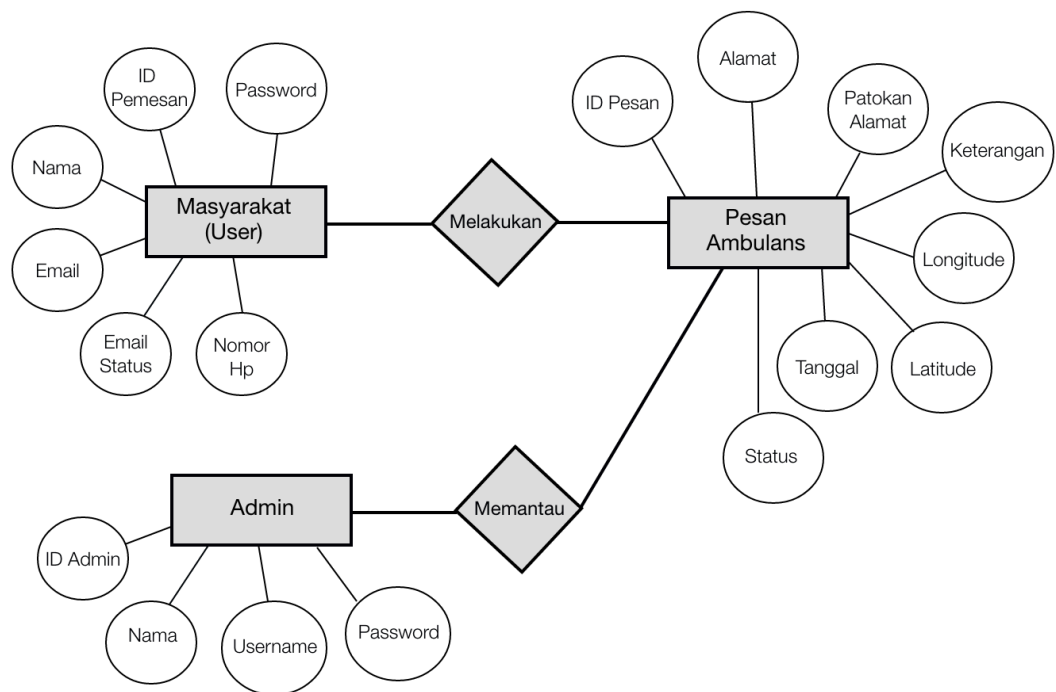 ID
Pemesan
Password
Nama
Masyarakat
(User)
Email
Email
Status
Nomor
Hp
Melakukan
Alamat
ID Pesan
Patokan
Alamat
Keterangan
Pesan
Ambulans
Longitude
Tanggal
Latitude
Status
Admin
Memantau
ID Admin
Nama
Username
Password